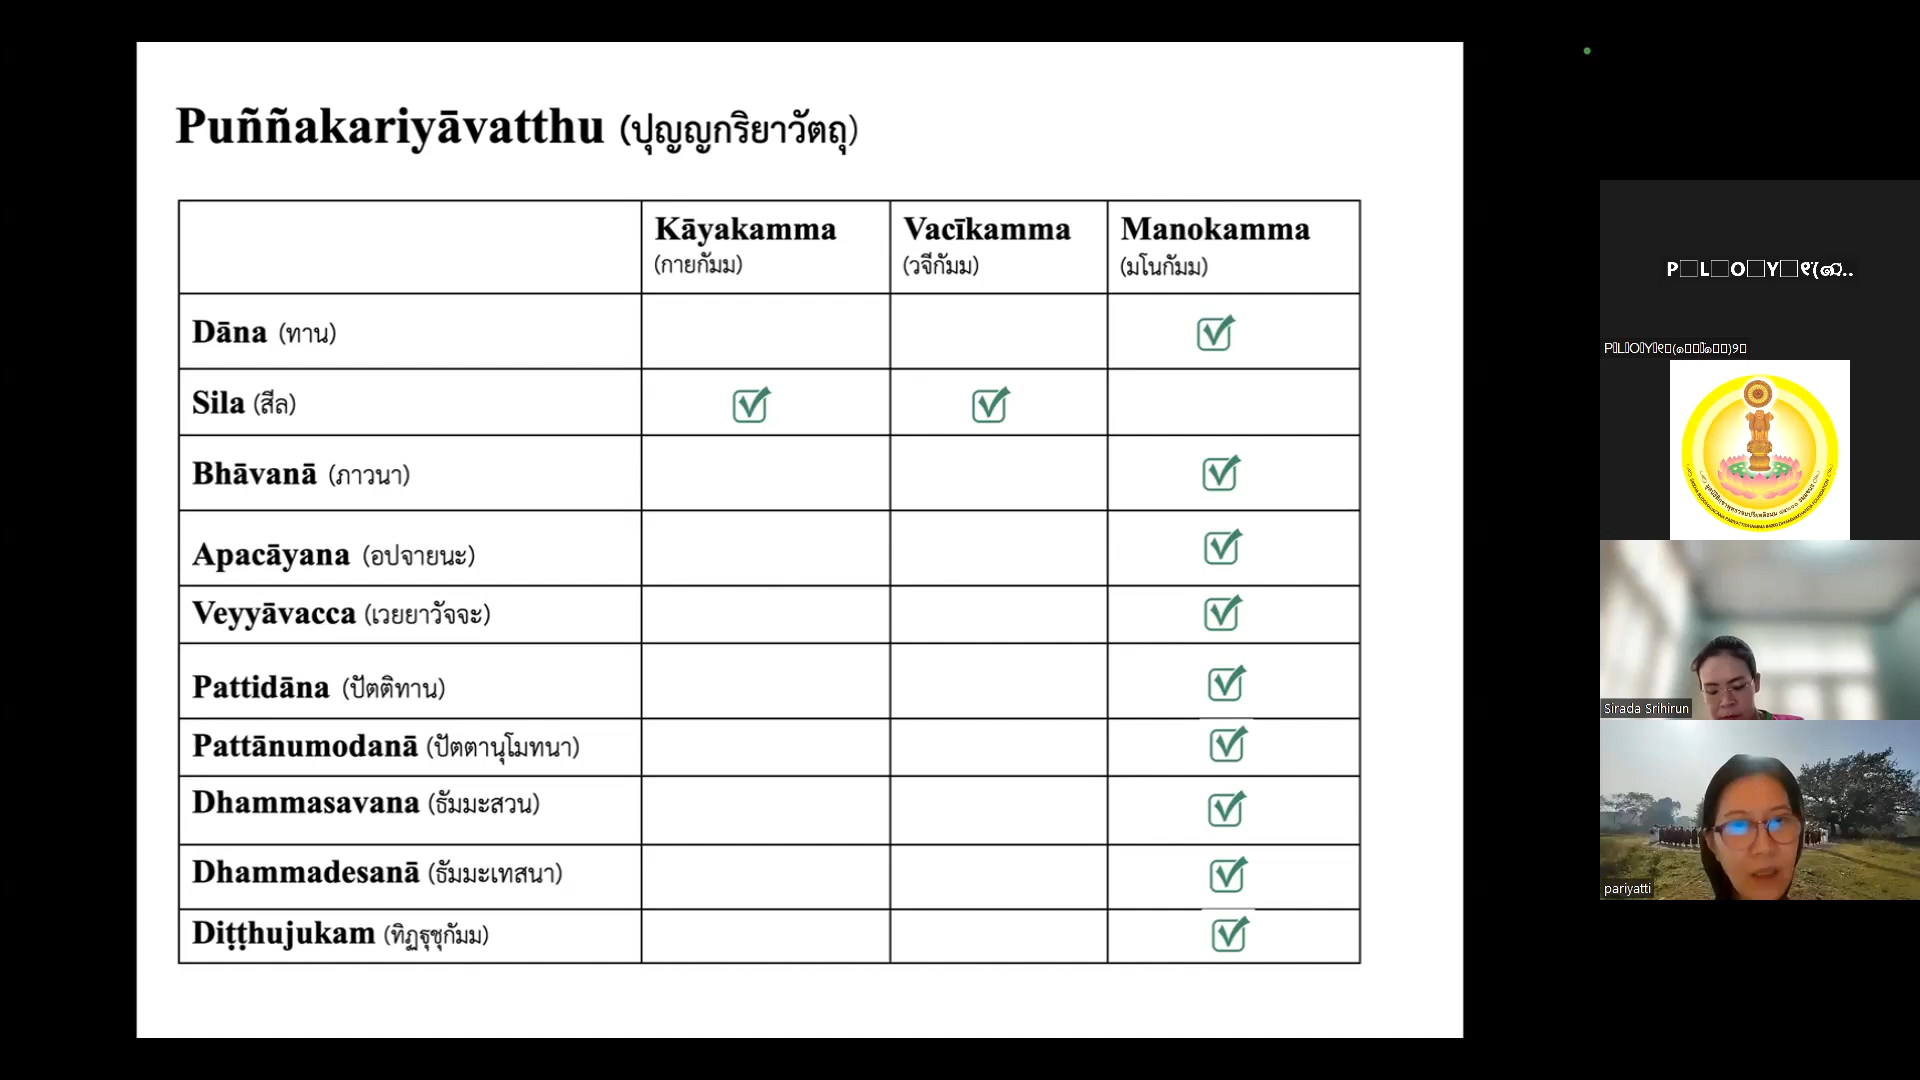 Puññakariyāvatthu (ปุญญกริยาวัตถุ)
Kāyakamma
(กายกัมม)
Vacīkamma
(วจีกัมม)
Manokamma
(มโนกัมม)
Dāna (ทาน)
Sila (สีล)
Bhāvanā (ภาวนา)
Apacāyana (อปจายนะ)
Veyyāvacca (เวยยาวัจจะ)
Pattidāna (ปัตติทาน)
Pattānumodanā (ปัตตานุโมทนา)
Dhammasavana (ธัมมะสวน)
Dhammadesanā (ธัมมะเทสนา)
Diṭṭhujukam (ทิฏฐุชุกัมม)
Sirada Srihirun
pariyatti